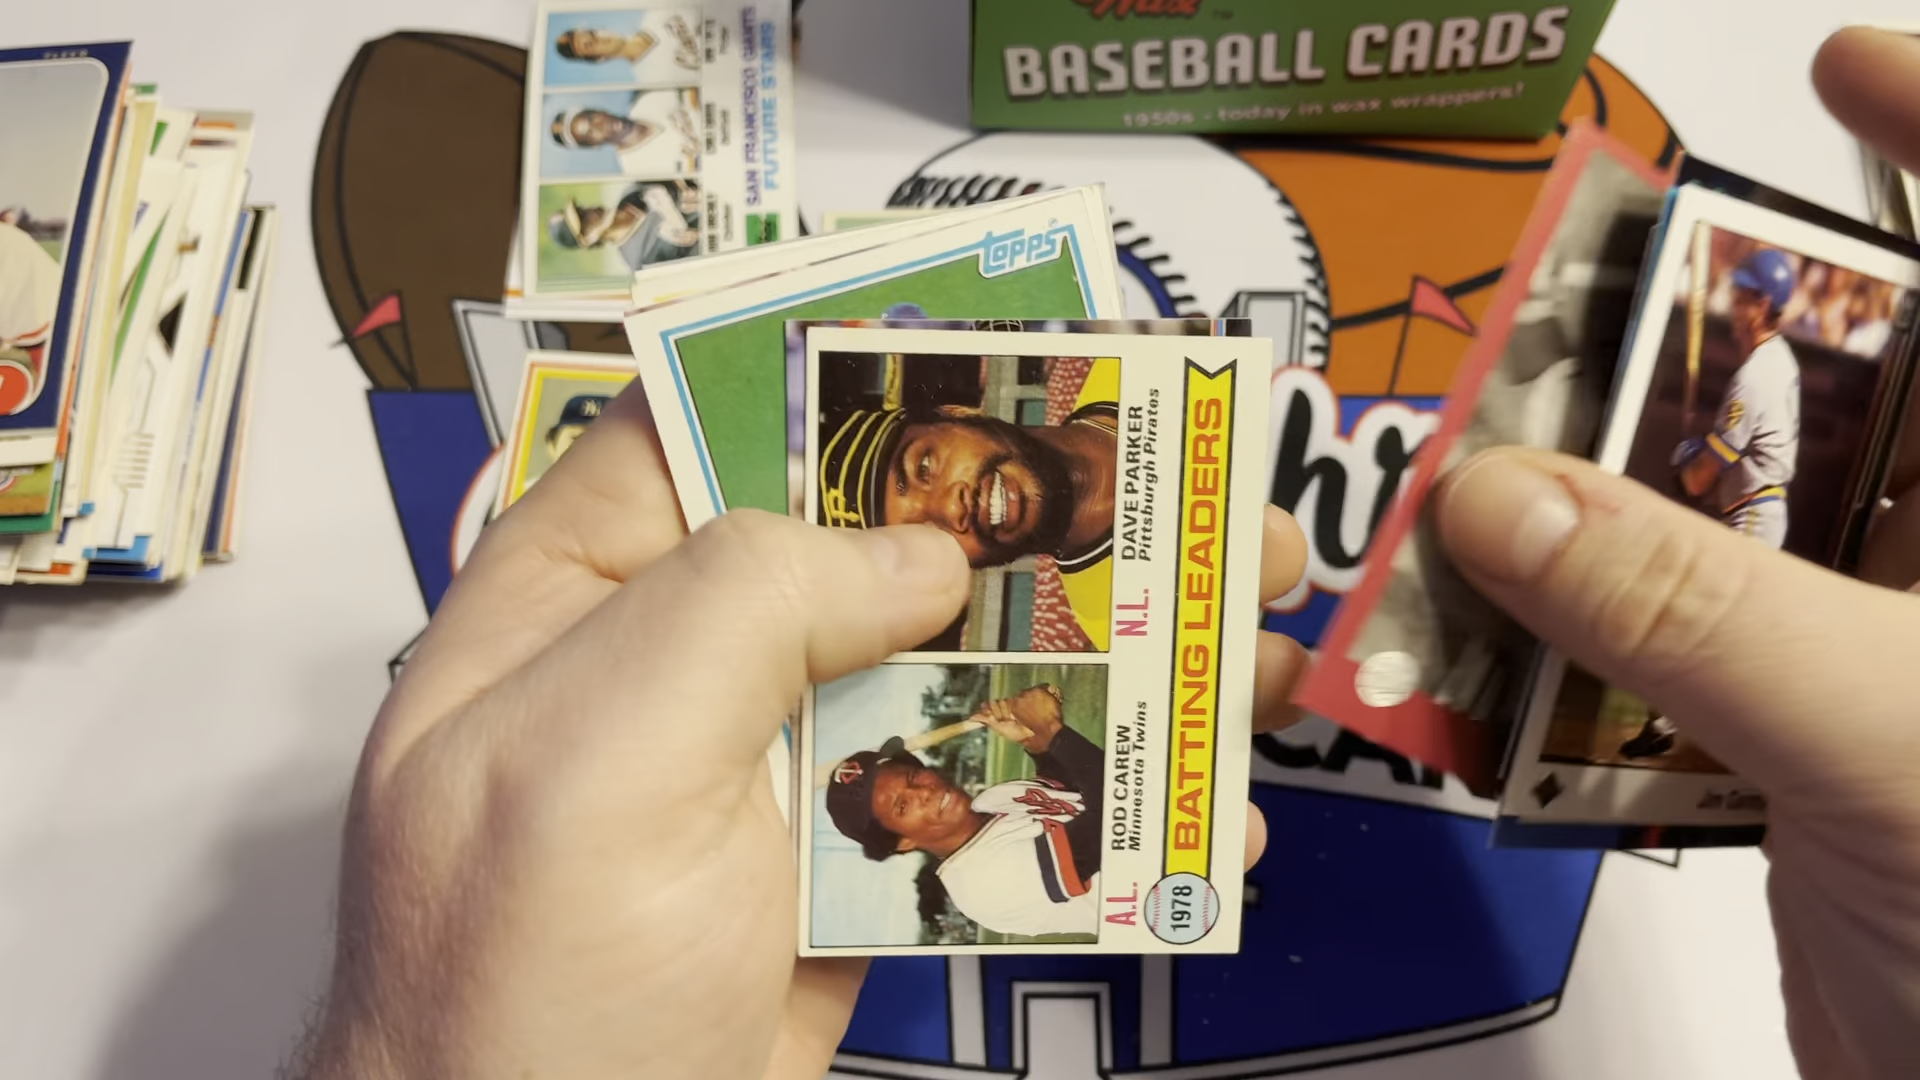 BASEBALL CARDS
1950s - today in wax wrappers!
SAN FRANCISCO GIANTS
FUTURE STARS
topps
DAVE PARKER
Pittsburgh Pirates
N.L.
ROD CAREW
Minnesota Twins
A.L.
BATTING LEADERS
1978